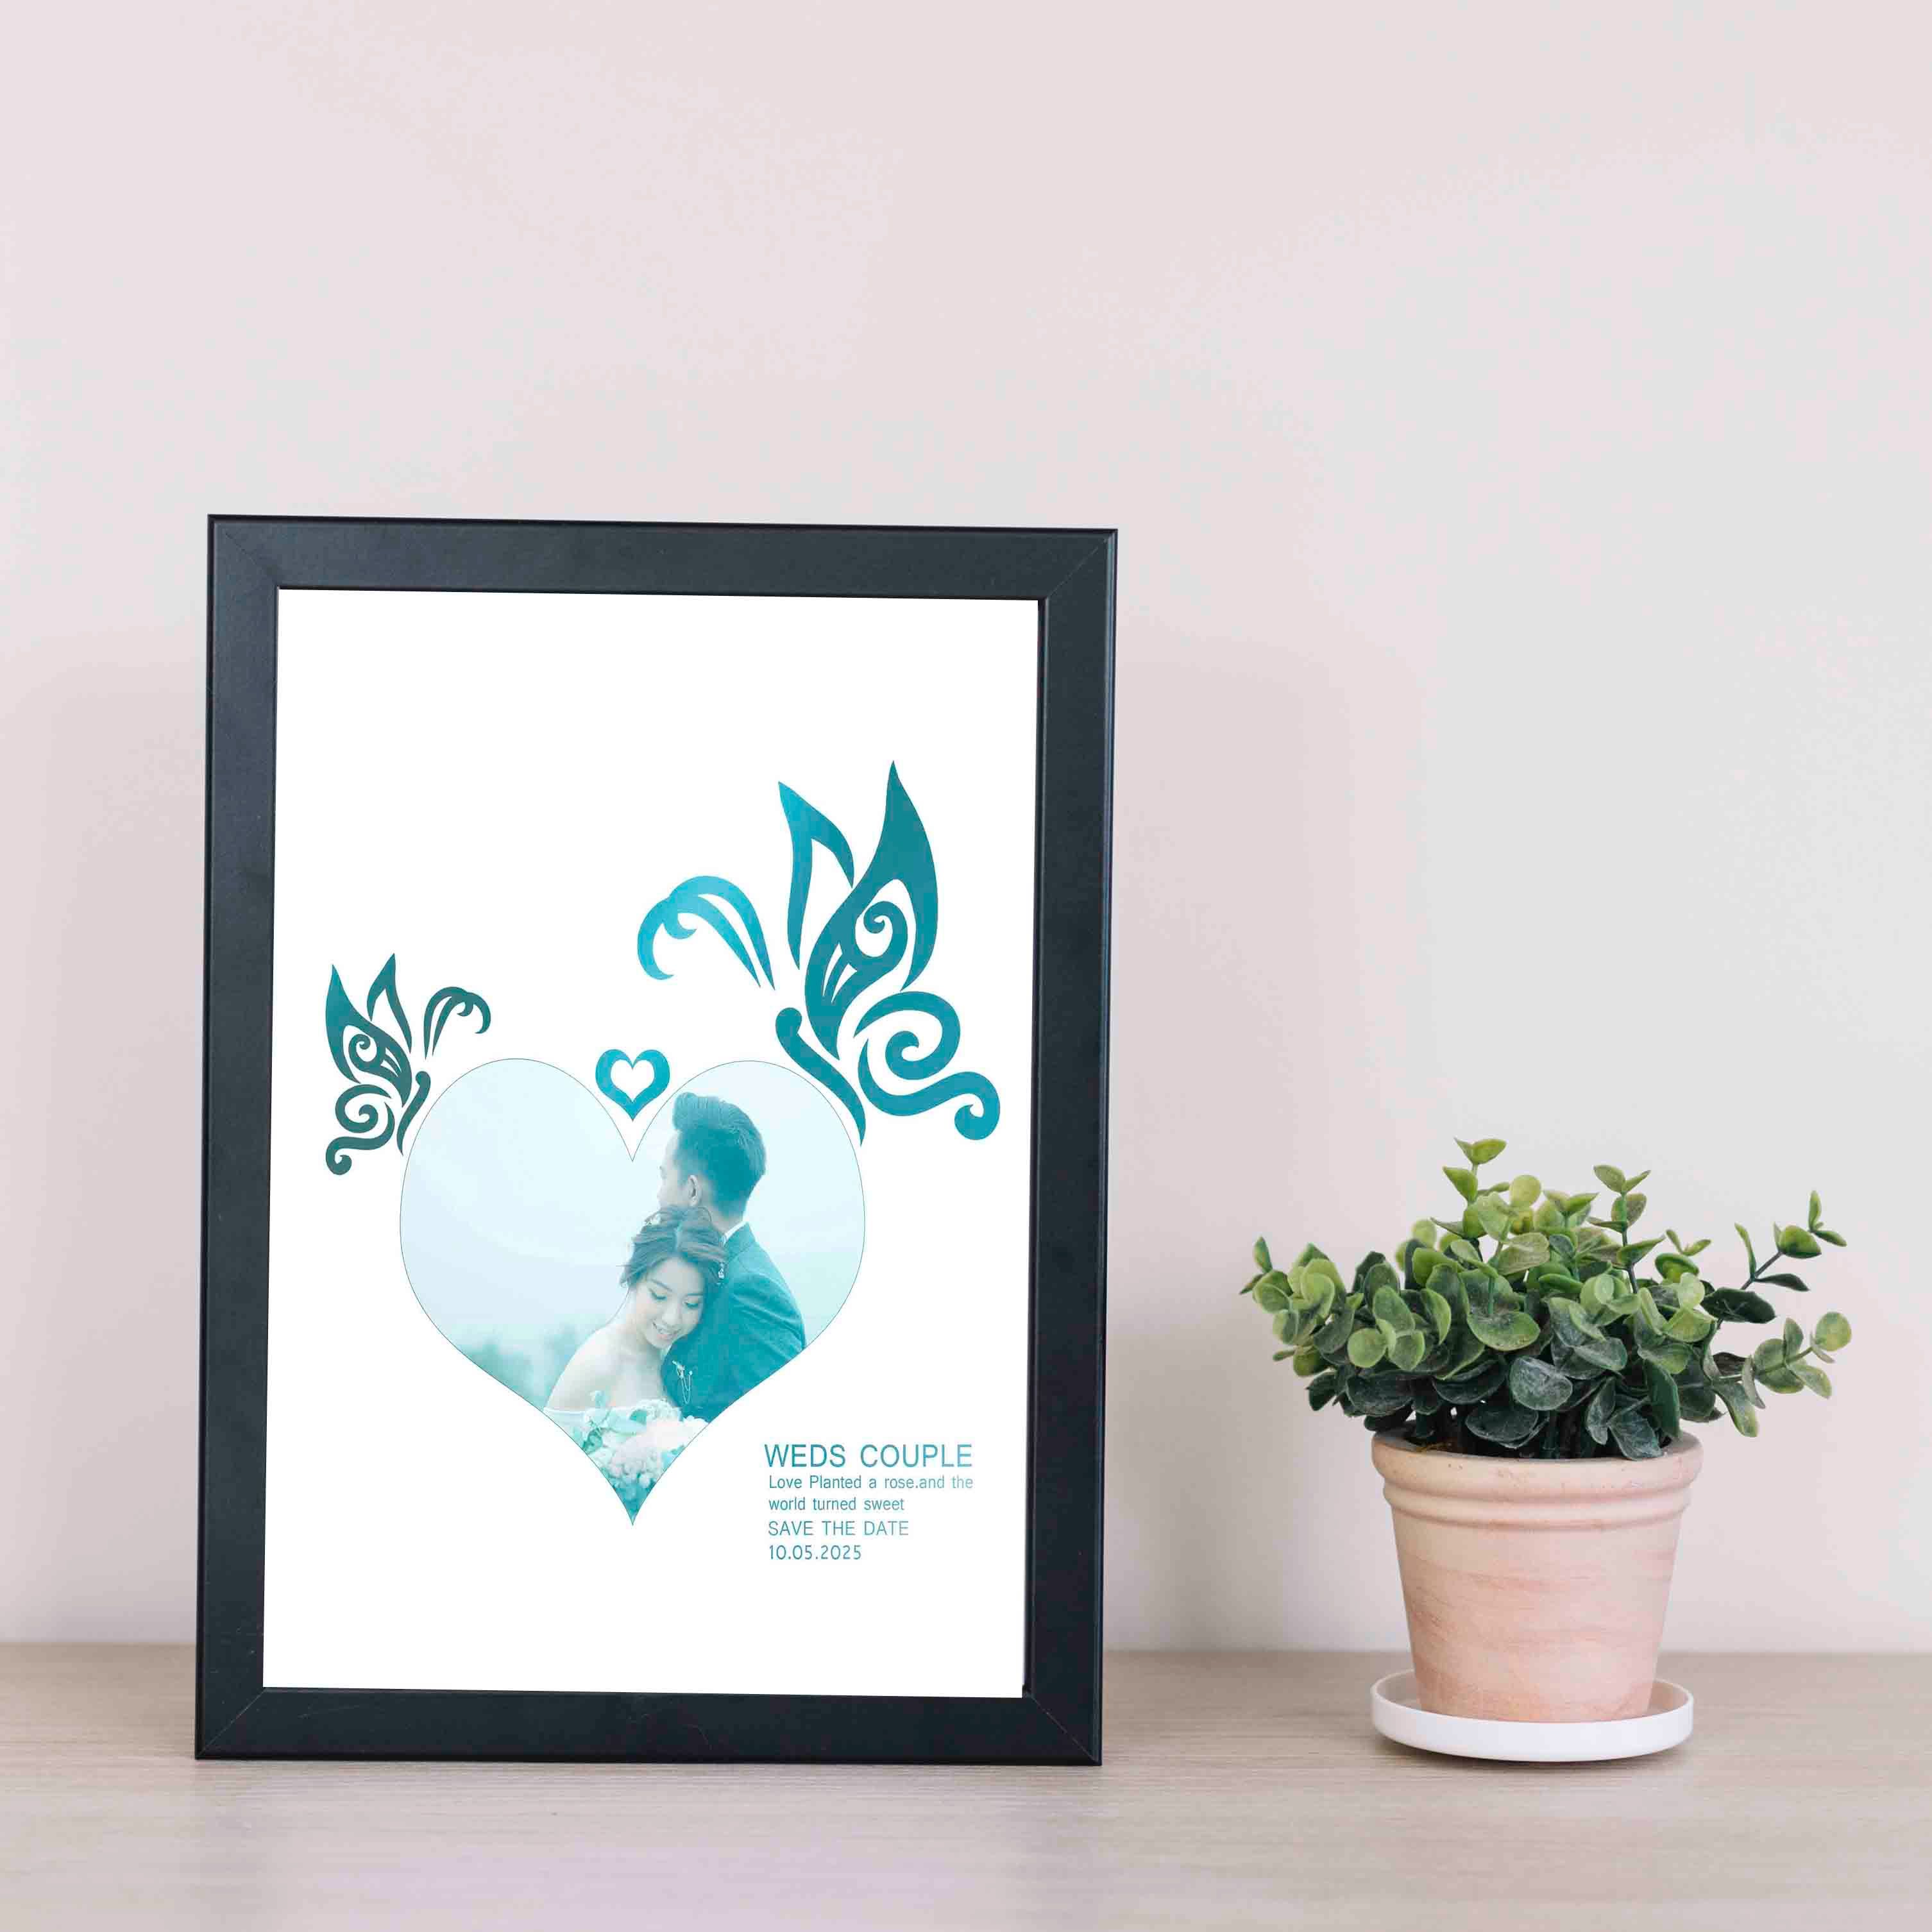 WEDS COUPLE
Love Planted a rose.and the
world turned sweet
SAVE THE DATE
10.05.2025